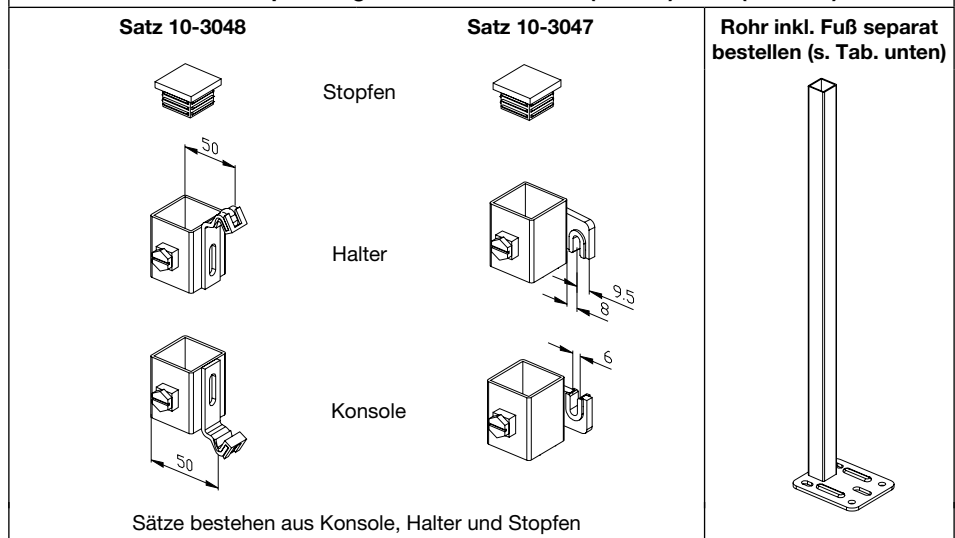 Satz 10-3048
Satz 10-3047
Rohr inkl. Fuß separat
bestellen (s. Tab. unten)
Stopfen
50
Halter
9.5
8
6
Konsole
50
Sätze bestehen aus Konsole, Halter und Stopfen